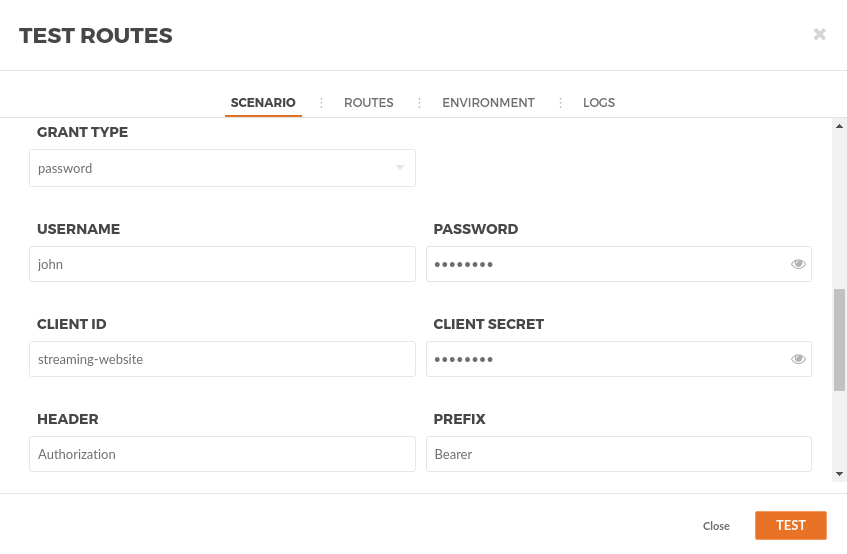 TEST ROUTES
SCENARIO ROUTES ENVIRONMENT LOGS
GRANT TYPE
password
USERNAME PASSWORD
john ••••••••
CLIENT ID CLIENT SECRET
streaming-website ••••••••
HEADER PREFIX
Authorization Bearer
Close TEST